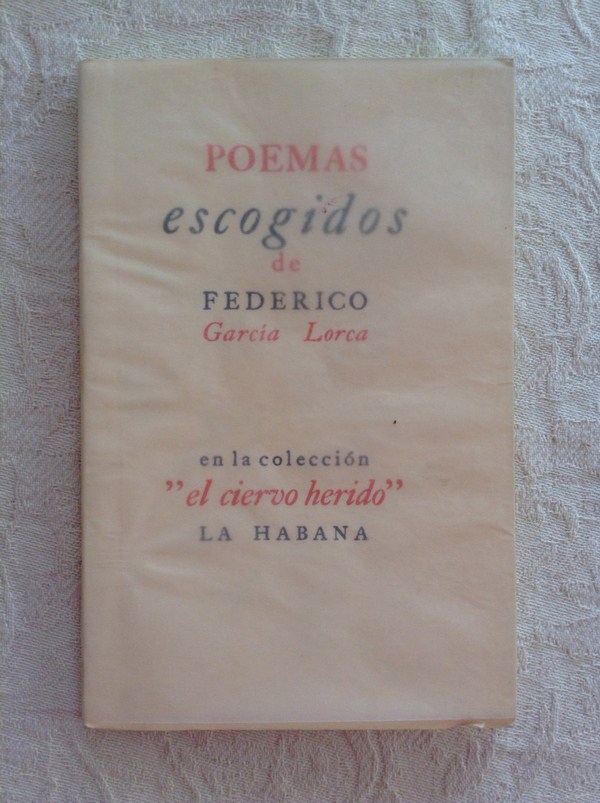 POEMAS
escogidos
de
FEDERICO
García Lorca
en la colección
”el ciervo herido”
LA HABANA